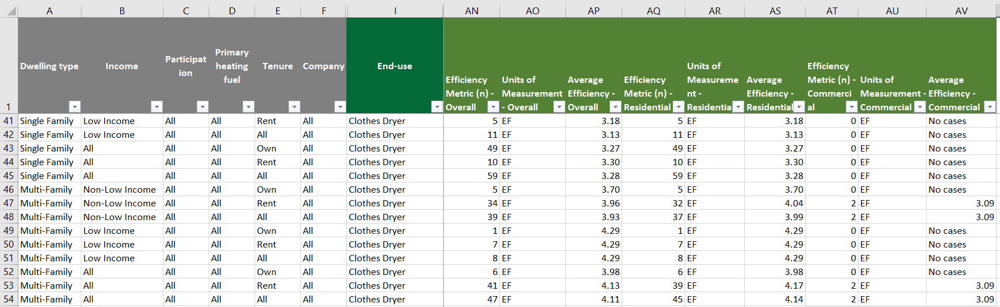 A B C D E F I AN AO AP AQ AR AS AT AU AV
1 Dwelling type Income Participat
ion Primary
heating
fuel Tenure Company End-use Efficiency
Metric (n) -
Overall Units of
Measurement
- Overall Average
Efficiency -
Overall Efficiency
Metric (n) -
Residential Units of
Measureme
nt -
Residentia Average
Efficiency -
Residential Efficiency
Metric (n) -
Commerci
al Units of
Measurement -
Commercial Average
Efficiency -
Commercial
41 Single Family Low Income All All Rent All Clothes Dryer 5 EF 3.18 5 EF 3.18 0 EF No cases
42 Single Family Low Income All All All All Clothes Dryer 11 EF 3.13 11 EF 3.13 0 EF No cases
43 Single Family All All All Own All Clothes Dryer 49 EF 3.27 49 EF 3.27 0 EF No cases
44 Single Family All All All Rent All Clothes Dryer 10 EF 3.30 10 EF 3.30 0 EF No cases
45 Single Family All All All All All Clothes Dryer 59 EF 3.28 59 EF 3.28 0 EF No cases
46 Multi-Family Non-Low Income All All Own All Clothes Dryer 5 EF 3.70 5 EF 3.70 0 EF No cases
47 Multi-Family Non-Low Income All All Rent All Clothes Dryer 34 EF 3.96 32 EF 4.04 2 EF 3.09
48 Multi-Family Non-Low Income All All All All Clothes Dryer 39 EF 3.93 37 EF 3.99 2 EF 3.09
49 Multi-Family Low Income All All Own All Clothes Dryer 1 EF 4.29 1 EF 4.29 0 EF No cases
50 Multi-Family Low Income All All Rent All Clothes Dryer 7 EF 4.29 7 EF 4.29 0 EF No cases
51 Multi-Family Low Income All All All All Clothes Dryer 8 EF 4.29 8 EF 4.29 0 EF No cases
52 Multi-Family All All All Own All Clothes Dryer 6 EF 3.98 6 EF 3.98 0 EF No cases
53 Multi-Family All All All Rent All Clothes Dryer 41 EF 4.13 39 EF 4.17 2 EF 3.09
54 Multi-Family All All All All All Clothes Dryer 47 EF 4.11 45 EF 4.14 2 EF 3.09